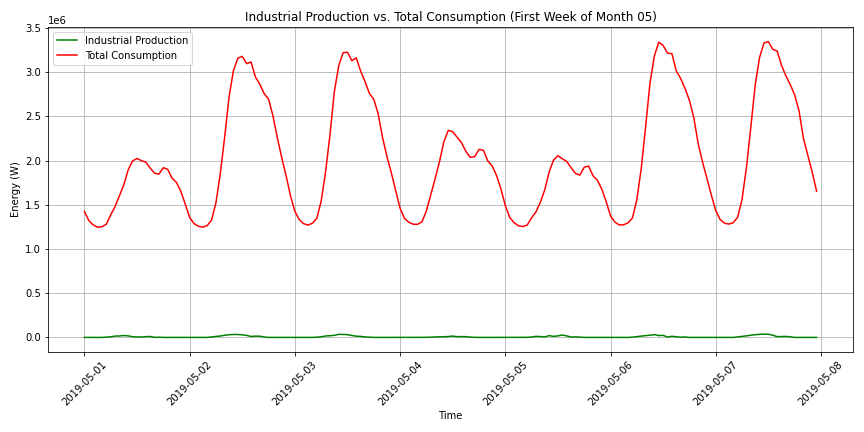 Industrial Production vs. Total Consumption (First Week of Month 05)
1e6
Industrial Production
Total Consumption
3.5
3.0
2.5
2.0
1.5
1.0
0.5
0.0
Energy (W)
2019-05-01
2019-05-02
2019-05-03
2019-05-04
2019-05-05
2019-05-06
2019-05-07
2019-05-08
Time